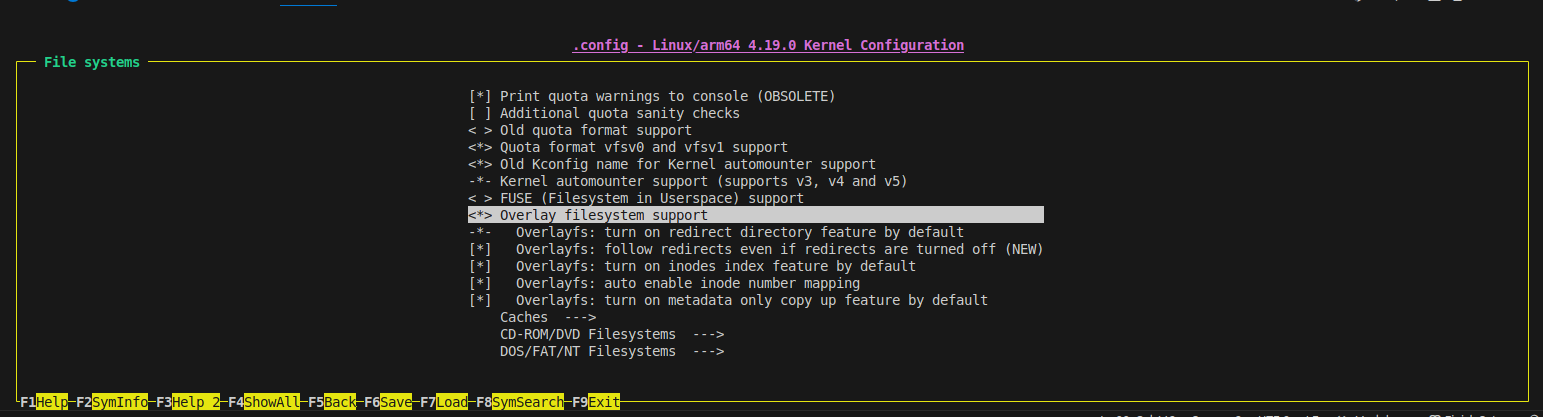 .config - Linux/arm64 4.19.0 Kernel Configuration
File systems
[*] Print quota warnings to console (OBSOLETE)
[ ] Additional quota sanity checks
< > Old quota format support
<*> Quota format vfsv0 and vfsv1 support
<*> Old Kconfig name for Kernel automounter support
-*- Kernel automounter support (supports v3, v4 and v5)
< > FUSE (Filesystem in Userspace) support
<*> Overlay filesystem support
-*-   Overlayfs: turn on redirect directory feature by default
[*]   Overlayfs: follow redirects even if redirects are turned off (NEW)
[*]   Overlayfs: turn on inodes index feature by default
[*]   Overlayfs: auto enable inode number mapping
[*]   Overlayfs: turn on metadata only copy up feature by default
Caches  --->
CD-ROM/DVD Filesystems  --->
DOS/FAT/NT Filesystems  --->
F1Help F2SymInfo F3Help 2 F4ShowAll F5Back F6Save F7Load F8SymSearch F9Exit